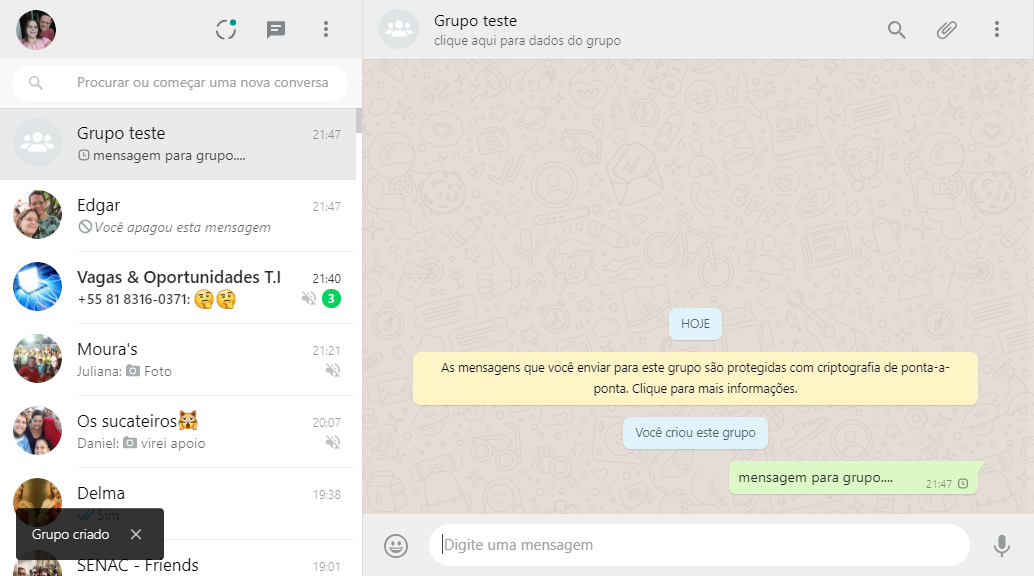 Grupo teste
clique aqui para dados do grupo
Procurar ou começar uma nova conversa
Grupo teste 21:47
mensagem para grupo....
Edgar 21:47
Você apagou esta mensagem
Vagas & Oportunidades T.I 21:40
+55 81 8316-0371: 🤔🤔 3
Moura's 21:21
Juliana: Foto
Os sucateiros😹 20:07
Daniel: virei apoio
Delma 19:38
Sim
Grupo criado
SENAC - Friends 19:01
HOJE
As mensagens que você enviar para este grupo são protegidas com criptografia de ponta-a-
ponta. Clique para mais informações.
Você criou este grupo
mensagem para grupo.... 21:47
Digite uma mensagem